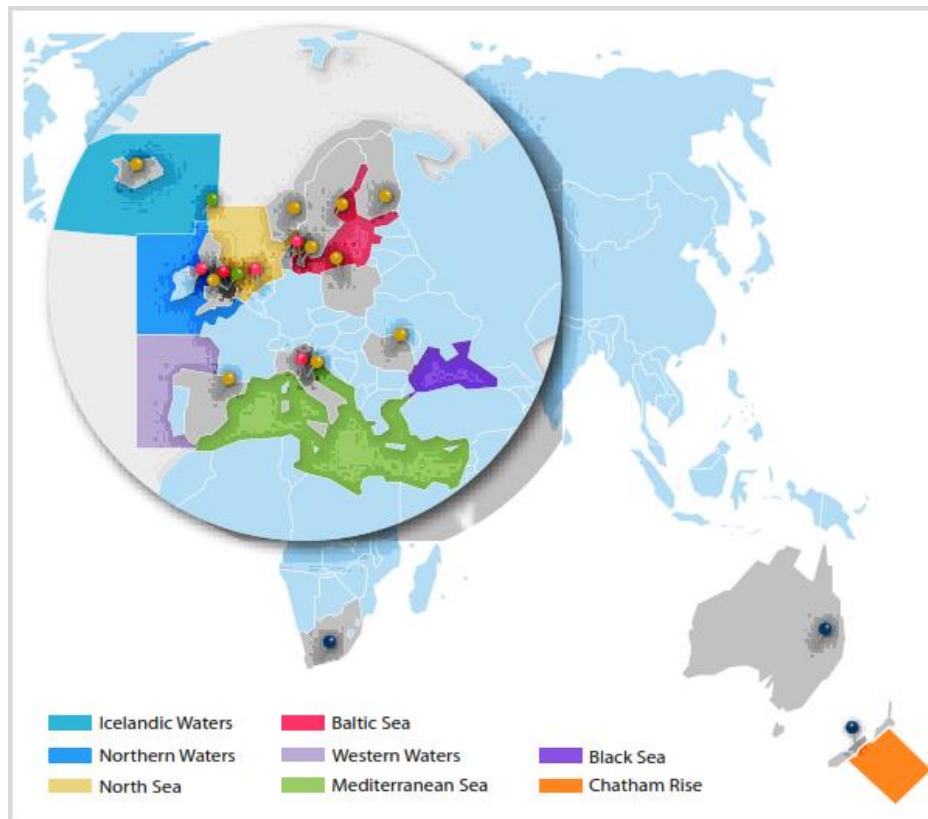 Icelandic Waters
Baltic Sea
Northern Waters
Western Waters
Black Sea
North Sea
Mediterranean Sea
Chatham Rise